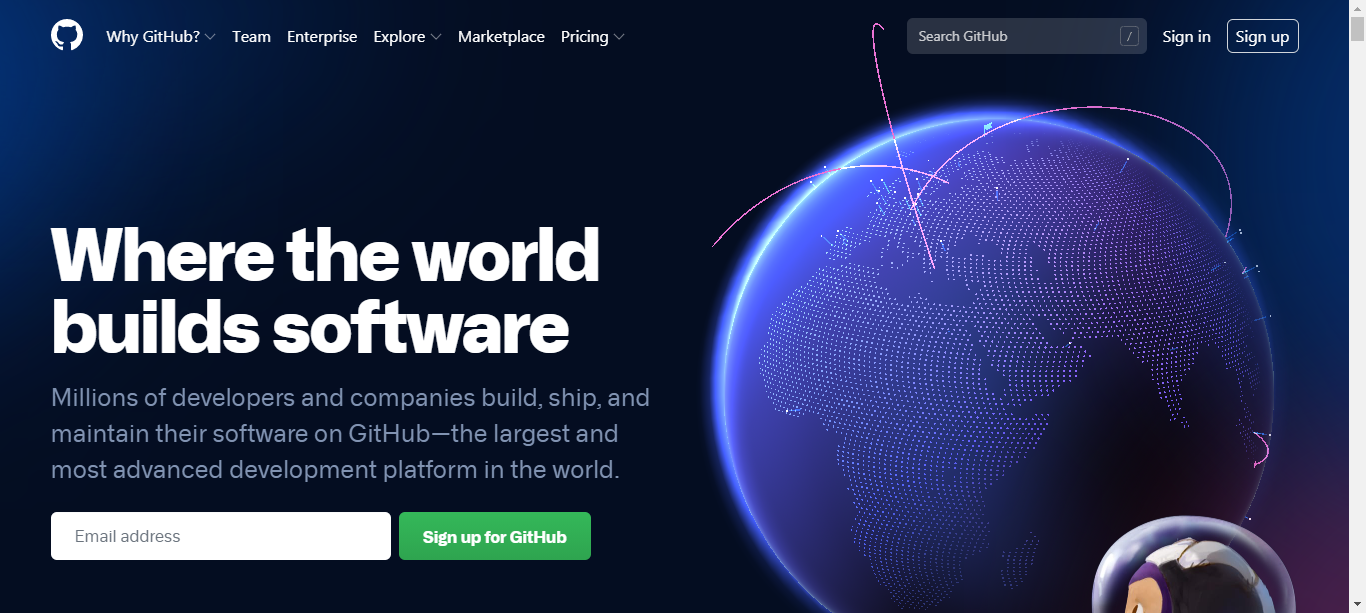 Why GitHub? Team Enterprise Explore Marketplace Pricing Search GitHub / Sign in Sign up
Where the world
builds software
Millions of developers and companies build, ship, and
maintain their software on GitHub—the largest and
most advanced development platform in the world.
Email address Sign up for GitHub